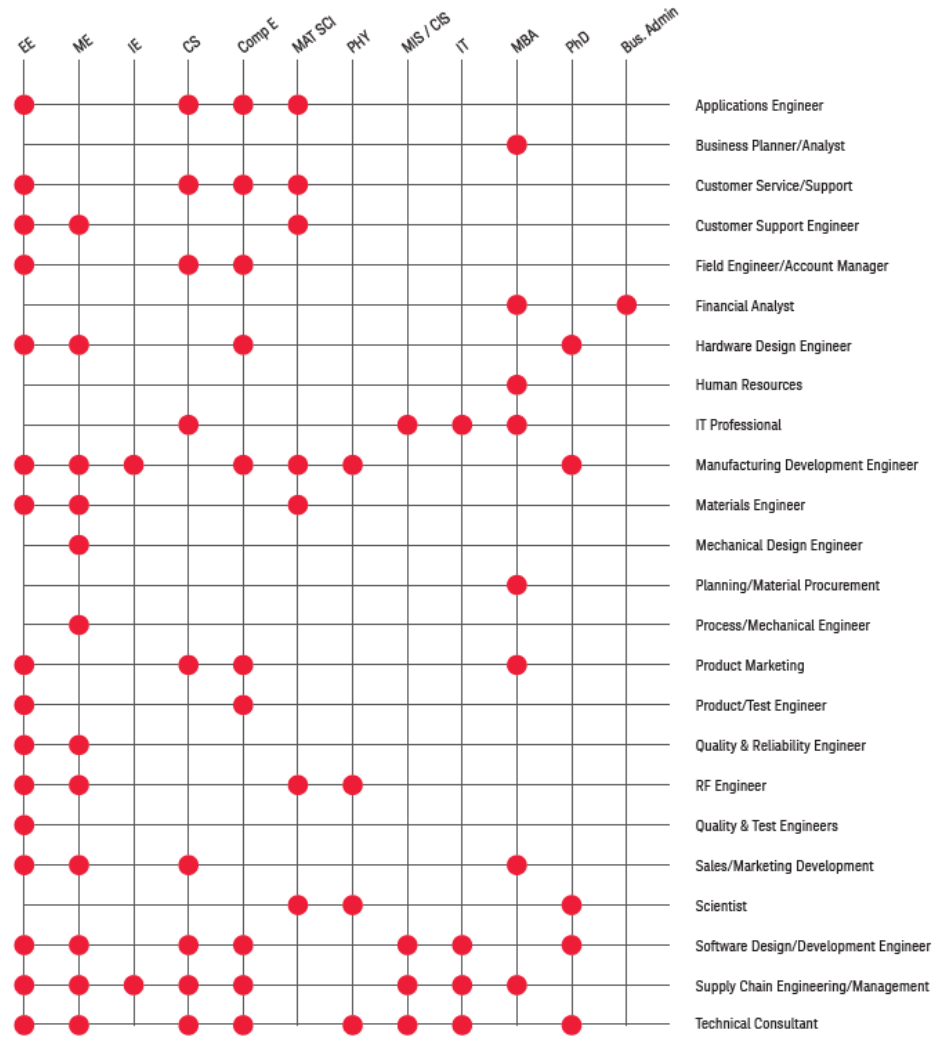 EE
ME
IE
CS
Comp E
MAT SCI
PHY
MIS / CIS
IT
MBA
PhD
Bus. Admin
Applications Engineer
Business Planner/Analyst
Customer Service/Support
Customer Support Engineer
Field Engineer/Account Manager
Financial Analyst
Hardware Design Engineer
Human Resources
IT Professional
Manufacturing Development Engineer
Materials Engineer
Mechanical Design Engineer
Planning/Material Procurement
Process/Mechanical Engineer
Product Marketing
Product/Test Engineer
Quality & Reliability Engineer
RF Engineer
Quality & Test Engineers
Sales/Marketing Development
Scientist
Software Design/Development Engineer
Supply Chain Engineering/Management
Technical Consultant